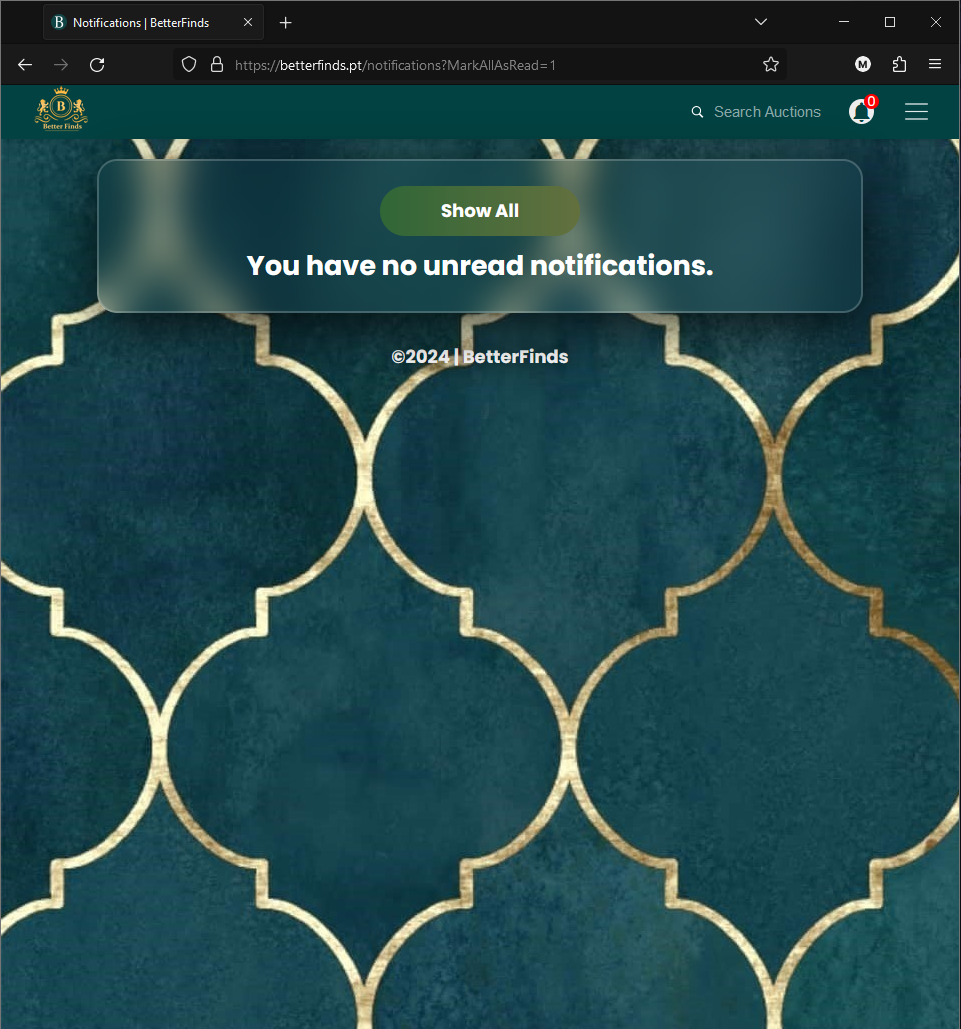 Notifications | BetterFinds
https://betterfinds.pt/notifications?MarkAllAsRead=1
M
B
Better Finds
Search Auctions
0
Show All
You have no unread notifications.
©2024 | BetterFinds